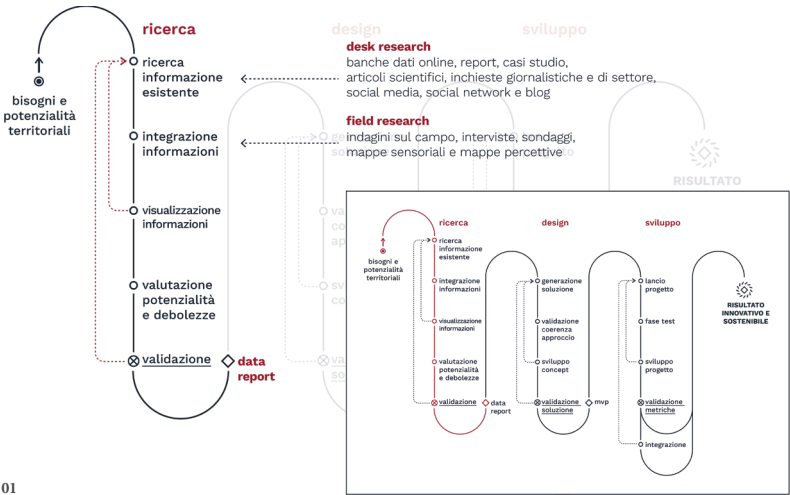 ricerca
design
sviluppo
bisogni e
potenzialità
territoriali
ricerca
informazione
esistente
integrazione
informazioni
visualizzazione
informazioni
valutazione
potenzialità
e debolezze
validazione
data
report
desk research
banche dati online, report, casi studio,
articoli scientifici, inchieste giornalistiche e di settore,
social media, social network e blog
field research
indagini sul campo, interviste, sondaggi,
mappe sensoriali e mappe percettive
RISULTATO
ricerca
design
sviluppo
bisogni e
potenzialità
territoriali
ricerca
informazione
esistente
integrazione
informazioni
visualizzazione
informazioni
valutazione
potenzialità
e debolezze
validazione
data
report
generazione
soluzione
validazione
coerenza
approccio
sviluppo
concept
validazione
soluzione
mvp
lancio
progetto
fase test
sviluppo
progetto
validazione
metriche
integrazione
RISULTATO
INNOVATIVO E
SOSTENIBILE
01